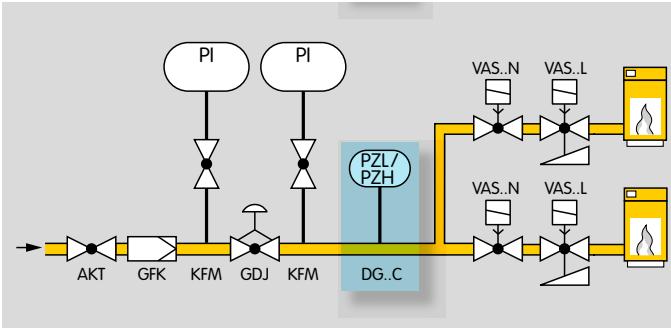 PI PI
VAS..N VAS..L
PZL/
PZH
VAS..N VAS..L
AKT GFK KFM GDJ KFM DG..C